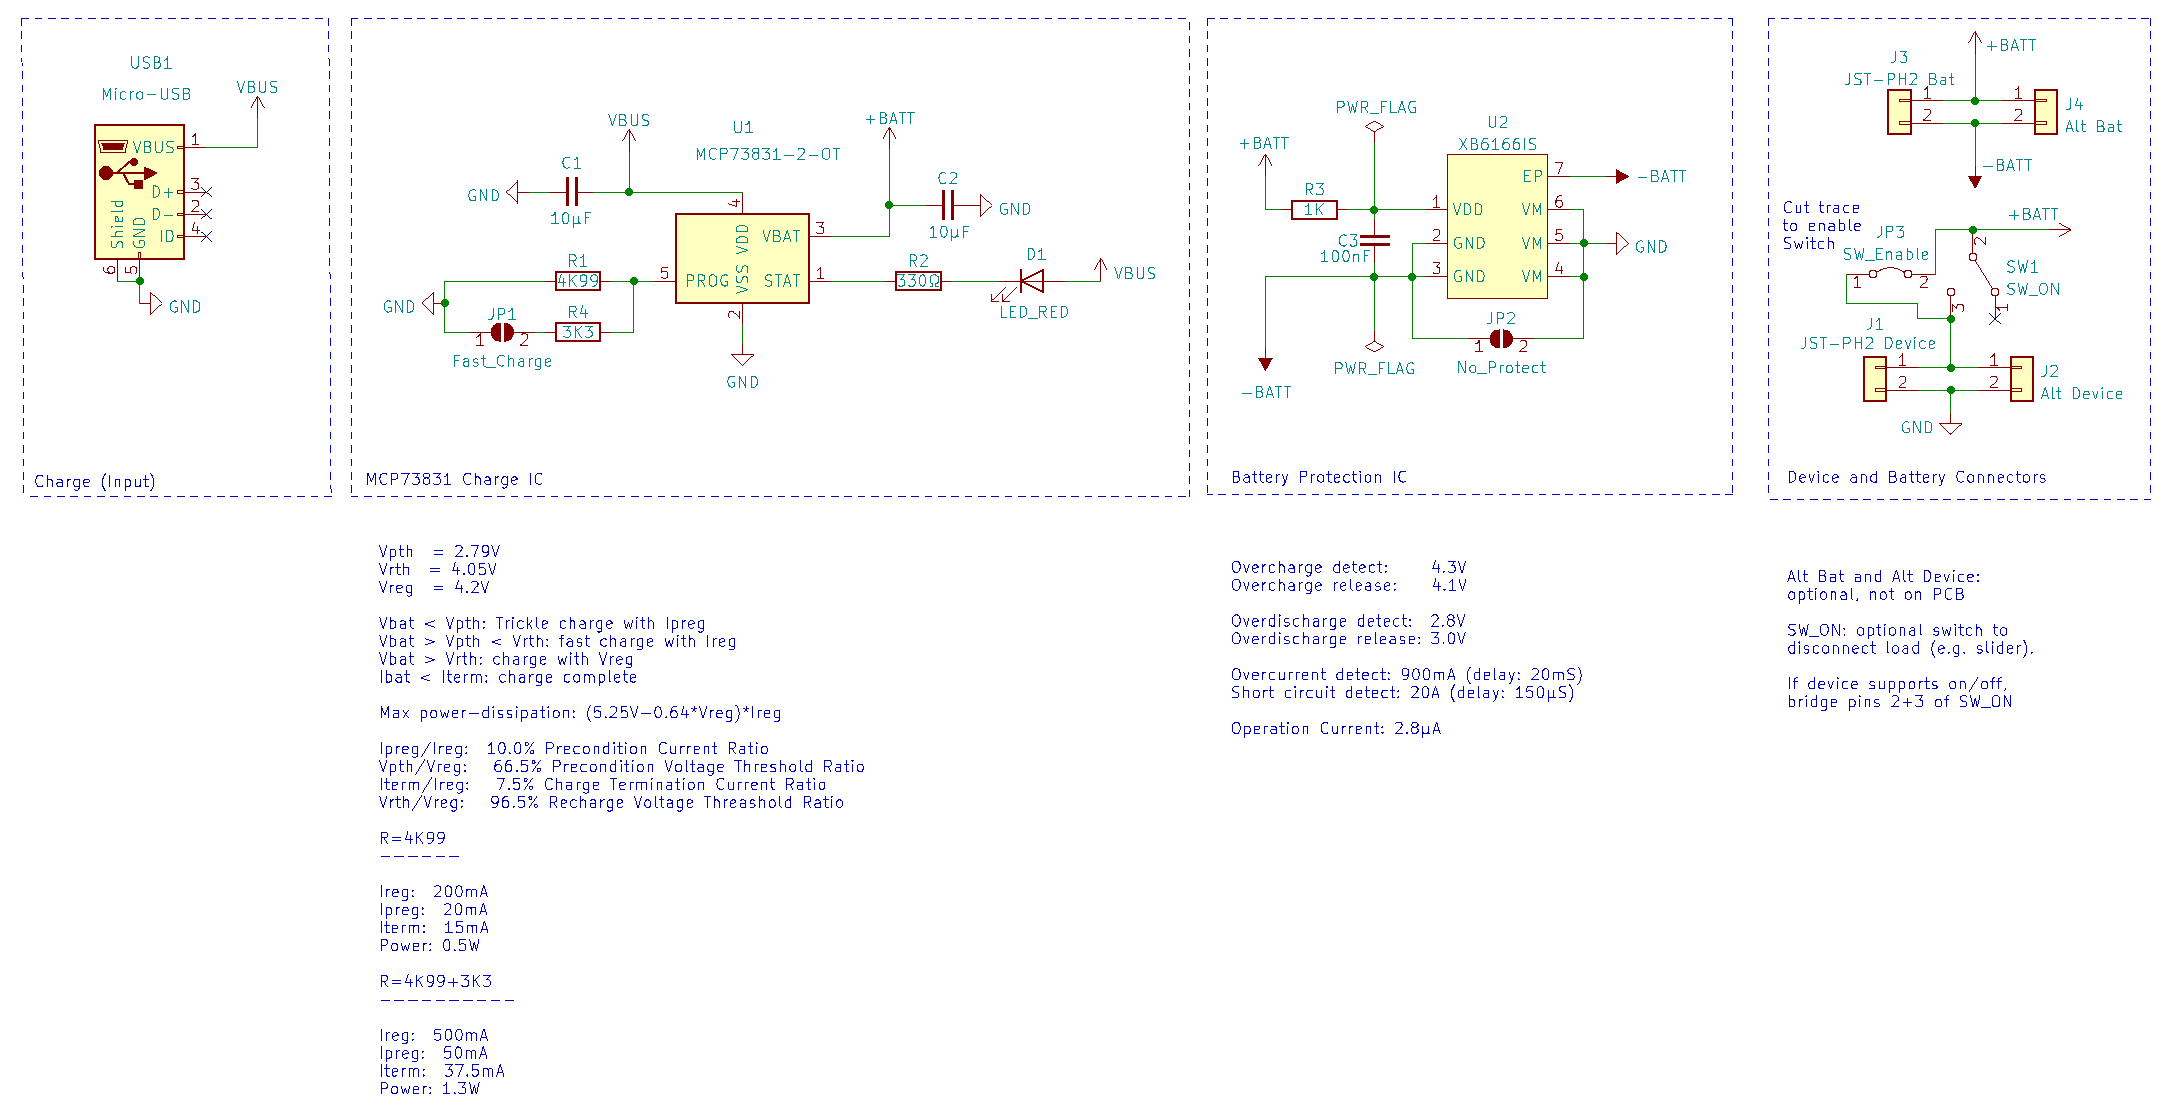 USB1
Micro-USB
VBUS
VBUS
1
D+
3
D-
2
ID
4
Shield
GND
6
5
GND
Charge (Input)
VBUS
U1
MCP73831-2-OT
+BATT
C1
GND
10µF
C2
GND
10µF
4
VDD
VBAT
3
R1
4K99
5
PROG
VSS
STAT
1
R2
330Ω
D1
LED_RED
VBUS
GND
JP1
1
2
Fast_Charge
R4
3K3
2
GND
MCP73831 Charge IC
PWR_FLAG
+BATT
U2
XB6166IS
EP
7
-BATT
R3
1K
1
VDD
VM
6
C3
100nF
2
GND
VM
5
GND
3
GND
VM
4
JP2
1
2
No_Protect
PWR_FLAG
-BATT
Battery Protection IC
+BATT
J3
JST-PH2 Bat
1
2
1
2
J4
Alt Bat
-BATT
Cut trace
to enable
Switch
+BATT
JP3
SW_Enable
1
2
2
SW1
SW_ON
3
1
J1
JST-PH2 Device
1
2
1
2
J2
Alt Device
GND
Device and Battery Connectors
Vpth = 2.79V
Vrth = 4.05V
Vreg = 4.2V
Vbat < Vpth: Trickle charge with Ipreg
Vbat > Vpth < Vrth: fast charge with Ireg
Vbat > Vrth: charge with Vreg
Ibat < Iterm: charge complete
Max power-dissipation: (5.25V-0.64*Vreg)*Ireg
Ipreg/Ireg: 10.0% Precondition Current Ratio
Vpth/Vreg: 66.5% Precondition Voltage Threshold Ratio
Iterm/Ireg: 7.5% Charge Termination Current Ratio
Vrth/Vreg: 96.5% Recharge Voltage Threashold Ratio
R=4K99
------
Ireg: 200mA
Ipreg: 20mA
Iterm: 15mA
Power: 0.5W
R=4K99+3K3
----------
Ireg: 500mA
Ipreg: 50mA
Iterm: 37.5mA
Power: 1.3W
Overcharge detect: 4.3V
Overcharge release: 4.1V
Overdischarge detect: 2.8V
Overdischarge release: 3.0V
Overcurrent detect: 900mA (delay: 20mS)
Short circuit detect: 20A (delay: 150µS)
Operation Current: 2.8µA
Alt Bat and Alt Device:
optional, not on PCB
SW_ON: optional switch to
disconnect load (e.g. slider).
If device supports on/off,
bridge pins 2+3 of SW_ON